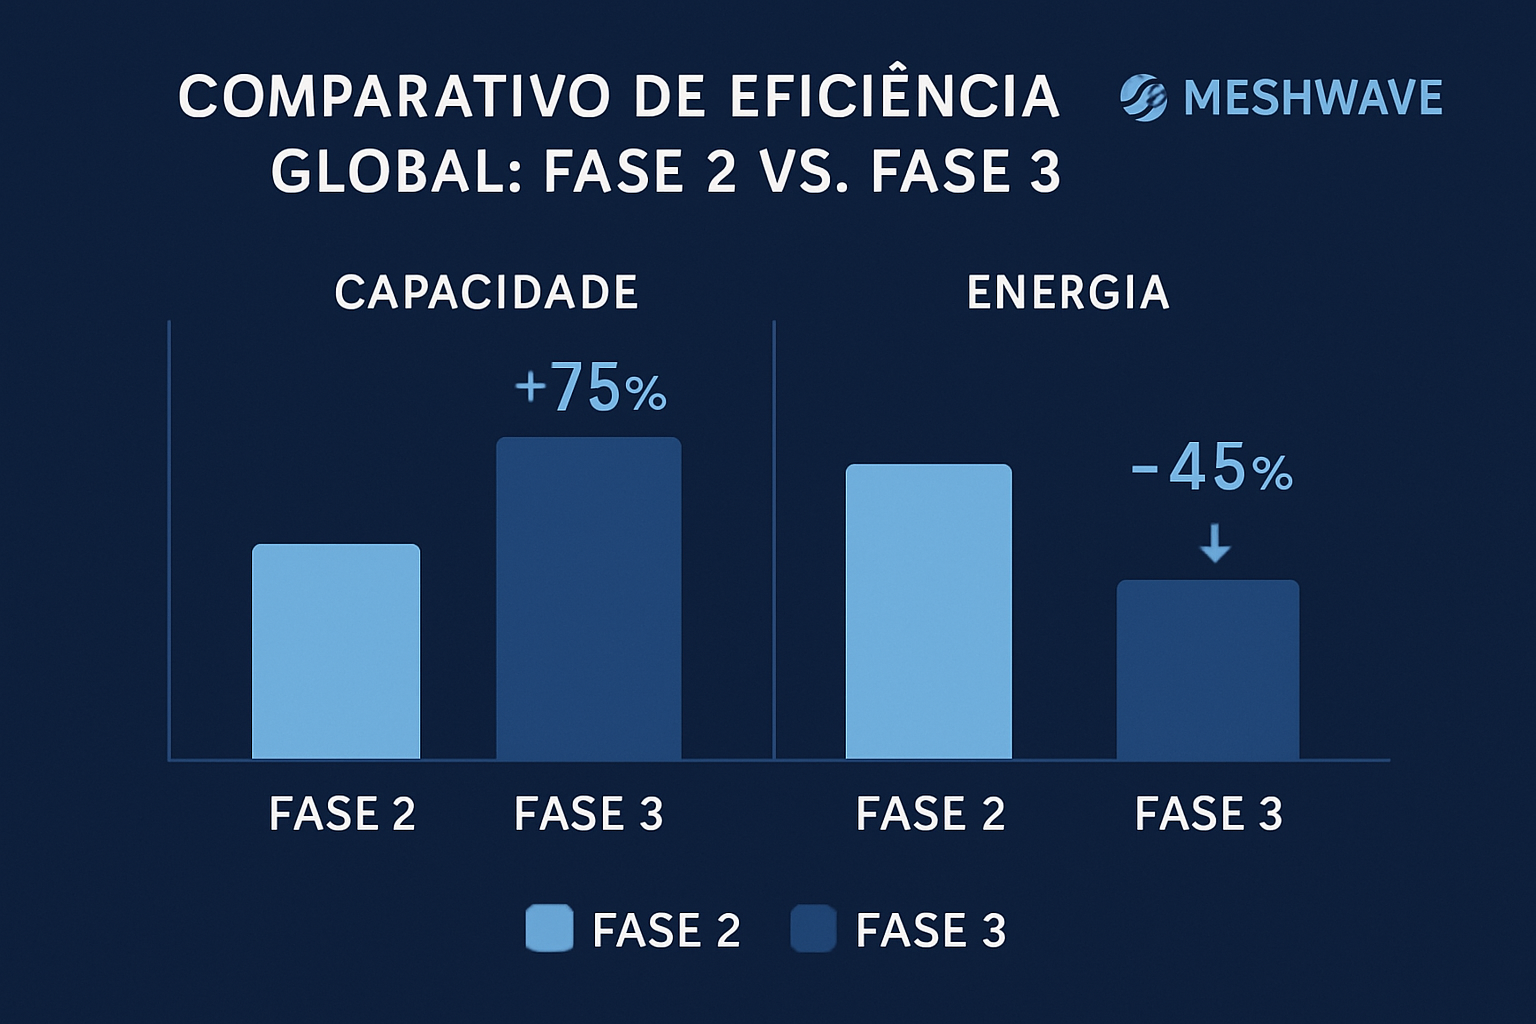 COMPARATIVO DE EFICIÊNCIA
GLOBAL: FASE 2 VS. FASE 3
MESHWAVE
CAPACIDADE
+75%
FASE 2
FASE 3
ENERGIA
-45%
FASE 2
FASE 3
FASE 2
FASE 3